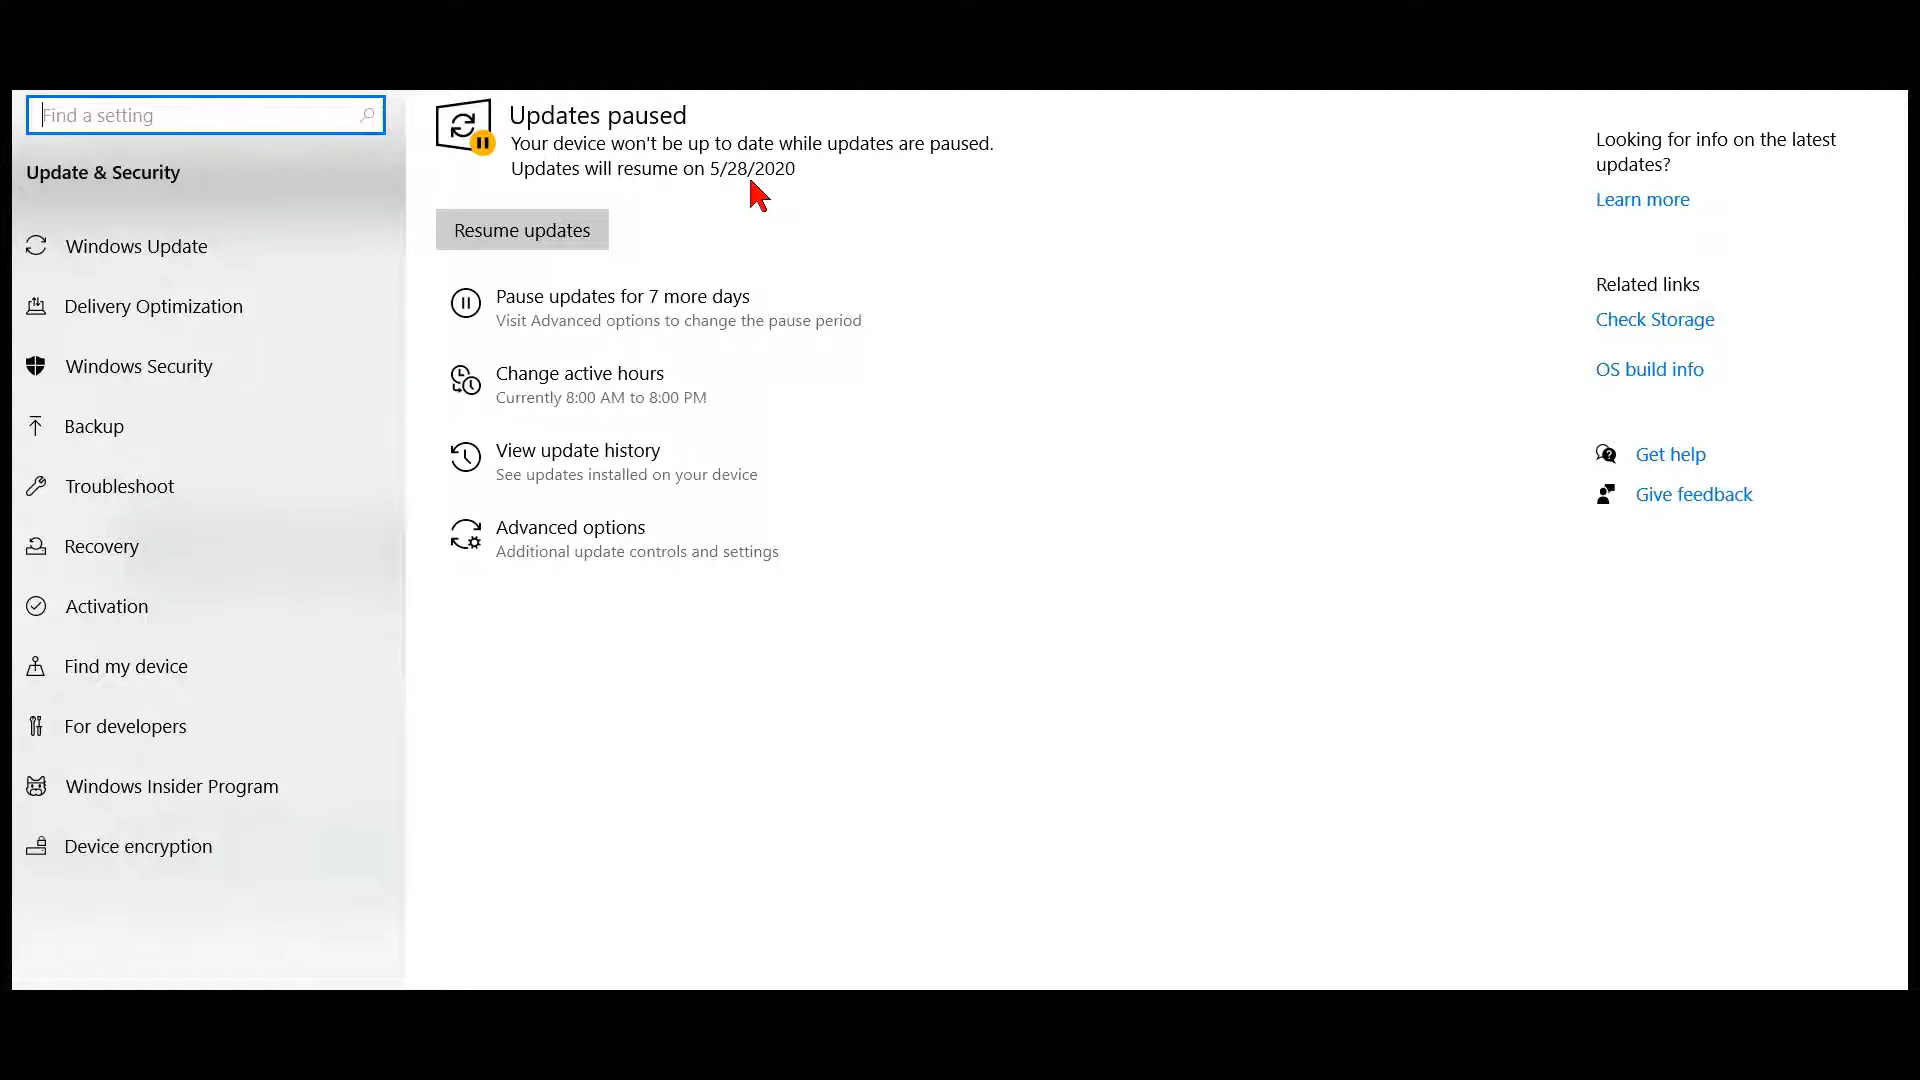 Find a setting
Update & Security
Windows Update
Delivery Optimization
Windows Security
Backup
Troubleshoot
Recovery
Activation
Find my device
For developers
Windows Insider Program
Device encryption
Updates paused
Your device won't be up to date while updates are paused.
Updates will resume on 5/28/2020
Resume updates
Pause updates for 7 more days
Visit Advanced options to change the pause period
Change active hours
Currently 8:00 AM to 8:00 PM
View update history
See updates installed on your device
Advanced options
Additional update controls and settings
Looking for info on the latest
updates?
Learn more
Related links
Check Storage
OS build info
Get help
Give feedback